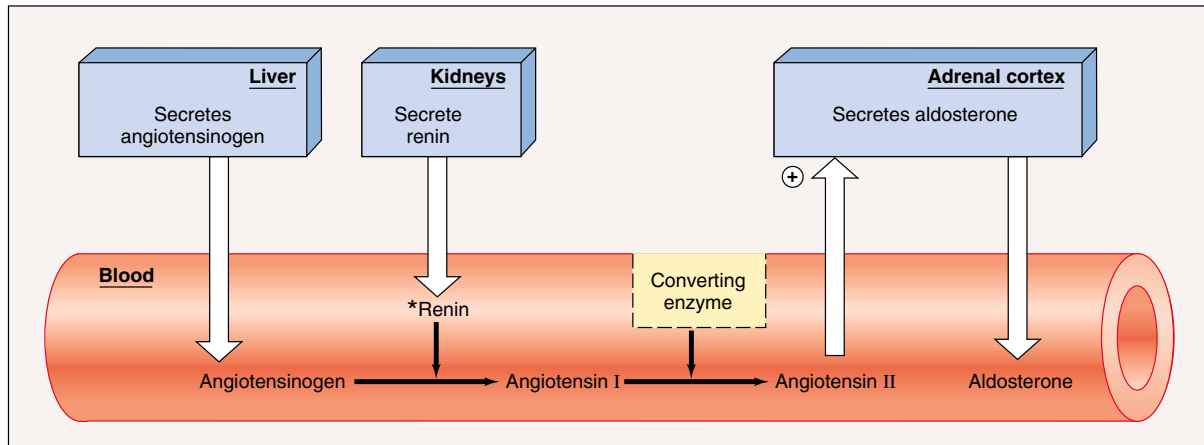 Liver
Secretes
angiotensinogen
Kidneys
Secrete
renin
Adrenal cortex
Secretes aldosterone
+
Blood
*Renin
Converting
enzyme
Angiotensinogen
Angiotensin I
Angiotensin II
Aldosterone